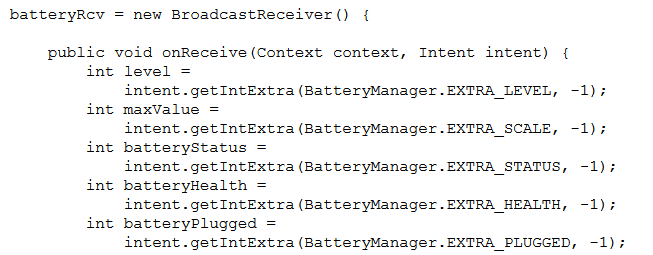 batteryRcv = new BroadcastReceiver() {
public void onReceive(Context context, Intent intent) {
int level =
intent.getIntExtra(BatteryManager.EXTRA_LEVEL, -1);
int maxValue =
intent.getIntExtra(BatteryManager.EXTRA_SCALE, -1);
int batteryStatus =
intent.getIntExtra(BatteryManager.EXTRA_STATUS, -1);
int batteryHealth =
intent.getIntExtra(BatteryManager.EXTRA_HEALTH, -1);
int batteryPlugged =
intent.getIntExtra(BatteryManager.EXTRA_PLUGGED, -1);